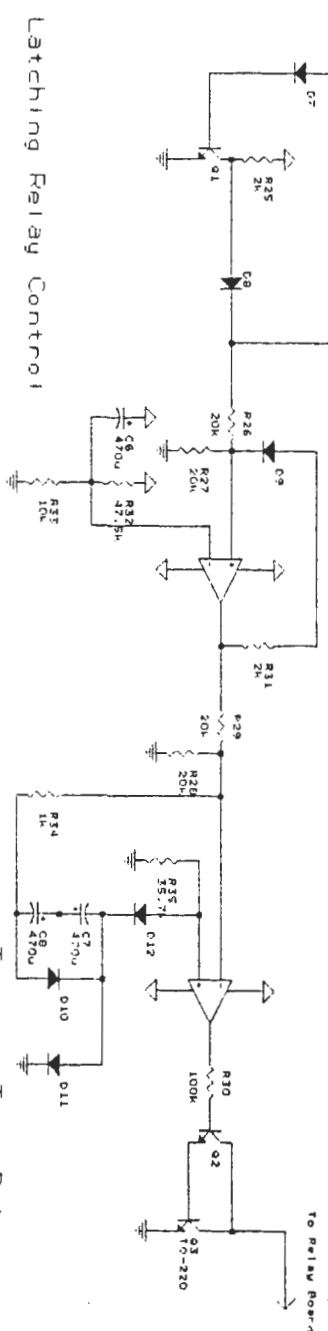 D7
Q1
R25
2k
D8
Latching Relay Control
C6
470u
R26
20k
R27
20k
D9
R32
47.5k
R33
10k
R31
2k
R29
20k
R28
20k
R34
1k
R35
35.7k
D12
C7
470u
C8
470u
D10
D11
R30
100k
Q2
Q3
TO-220
To Relay Board